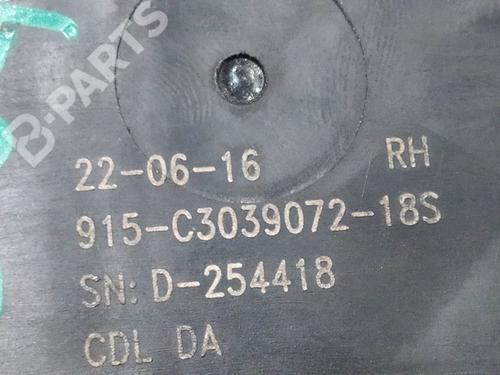 B-PARTS
22-06-16 RH
915-C3039072-18S
SN: D-254418
CDL DA